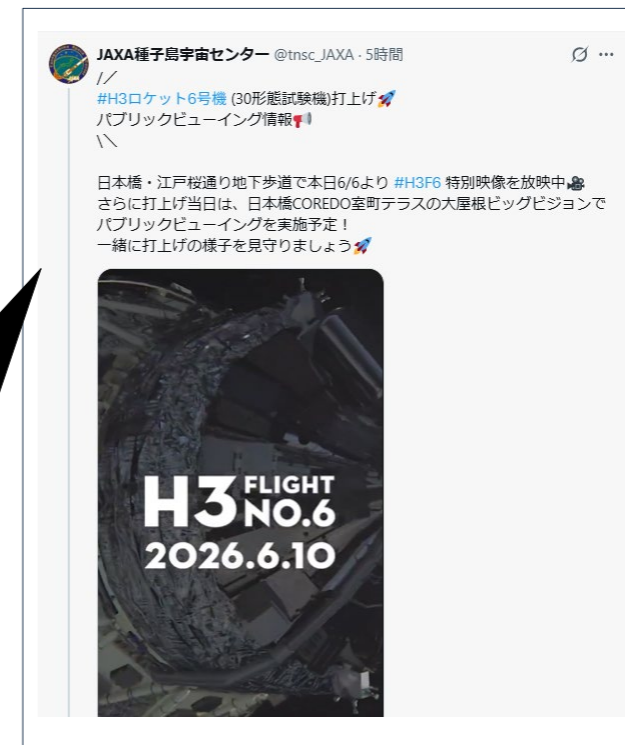 JAXA種子島宇宙センター @tnsc_JAXA · 5時間
/／
#H3ロケット6号機 (30形態試験機)打上げ🚀
パブリックビューイング情報📢
\＼
日本橋・江戸桜通り地下歩道で本日6/6より #H3F6 特別映像を放映中🎥
さらに打上げ当日は、日本橋COREDO室町テラスの大屋根ビッグビジョンで
パブリックビューイングを実施予定！
一緒に打上げの様子を見守りましょう🚀
H3 FLIGHT
NO.6
2026.6.10